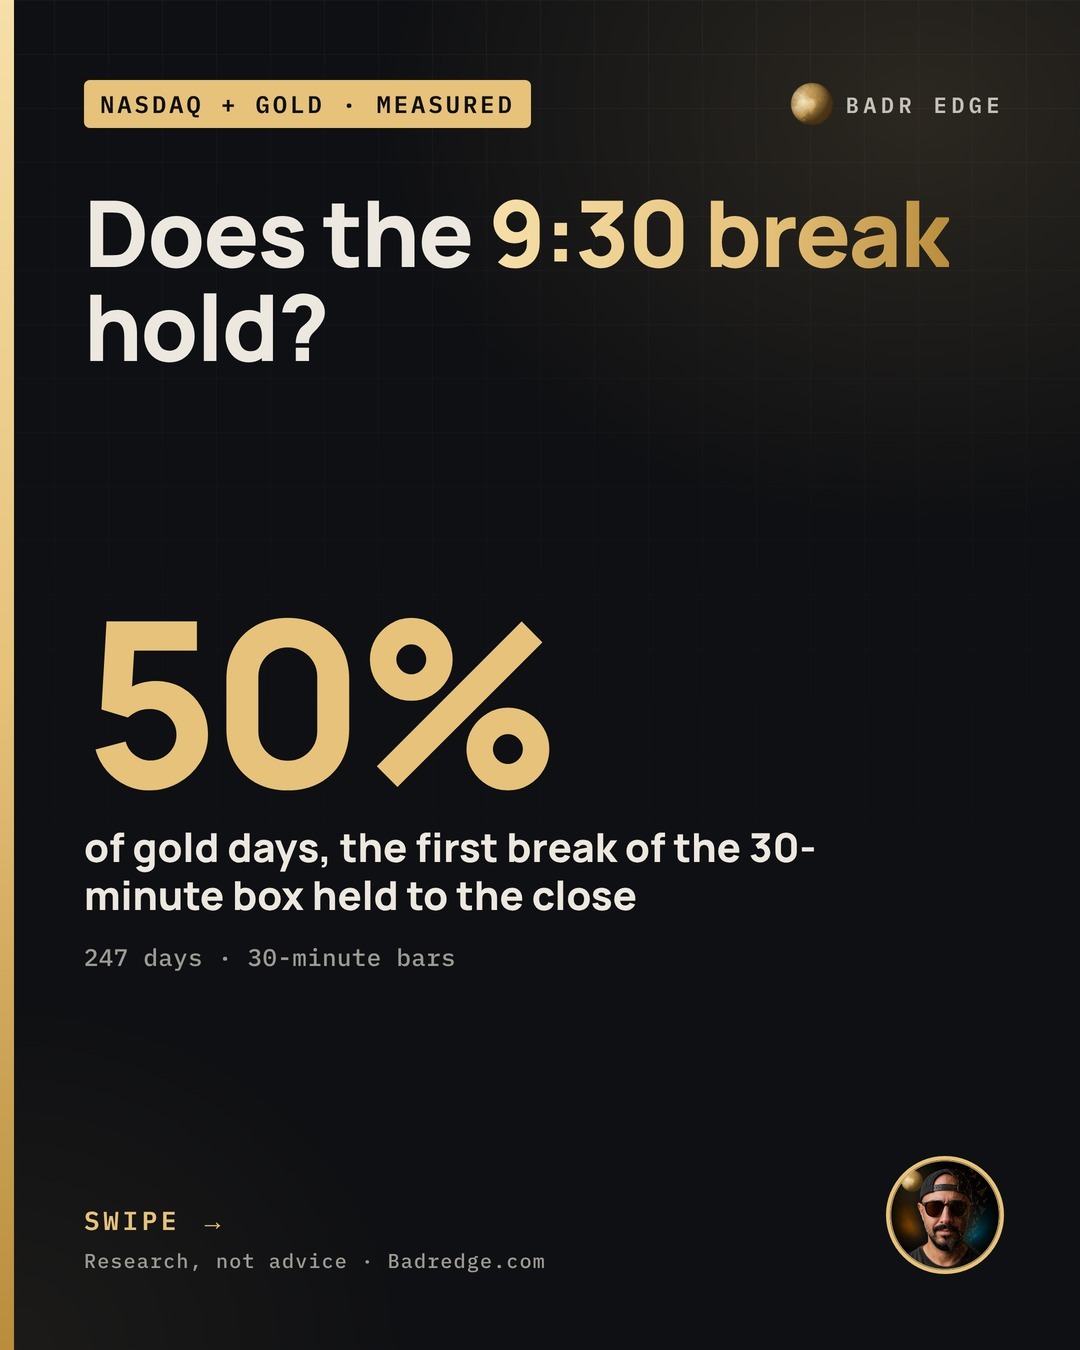 NASDAQ + GOLD · MEASURED
BADR EDGE
Does the 9:30 break
hold?
50%
of gold days, the first break of the 30-
minute box held to the close
247 days · 30-minute bars
SWIPE →
Research, not advice · Badredge.com